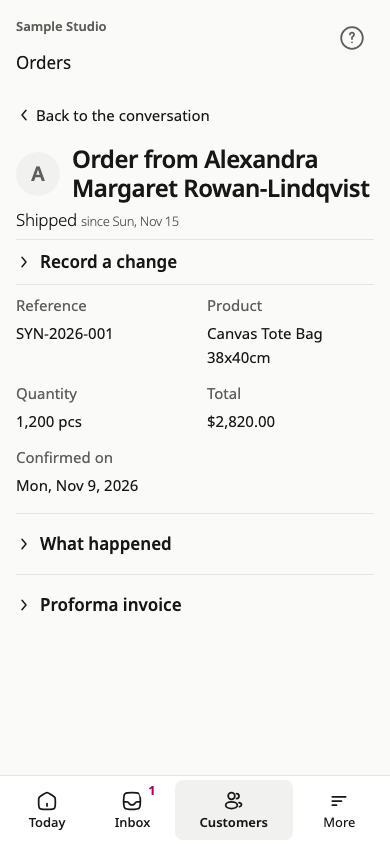 Sample Studio
Orders
Back to the conversation
A
Order from Alexandra
Margaret Rowan-Lindqvist
Shipped since Sun, Nov 15
Record a change
Reference
Product
SYN-2026-001
Canvas Tote Bag
38x40cm
Quantity
Total
1,200 pcs
$2,820.00
Confirmed on
Mon, Nov 9, 2026
What happened
Proforma invoice
1
Today
Inbox
Customers
More